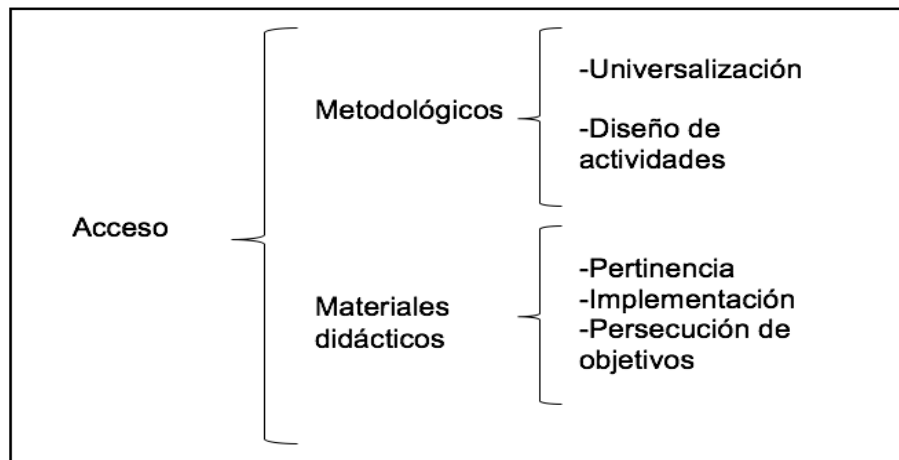 Acceso
Metodológicos
-Universalización
-Diseño de
actividades
Materiales
didácticos
-Pertinencia
-Implementación
-Persecución de
objetivos